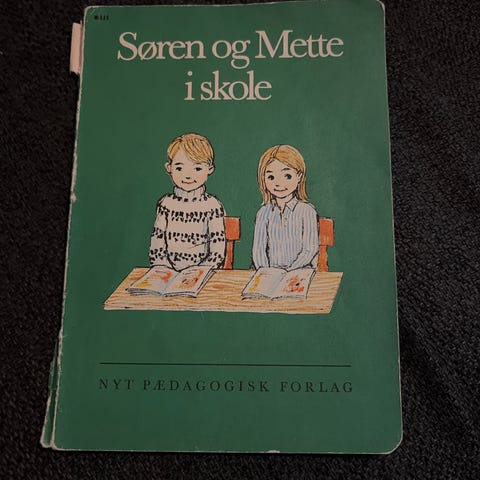 Søren og Mette
i skole
NYT PÆDAGOGISK FORLAG